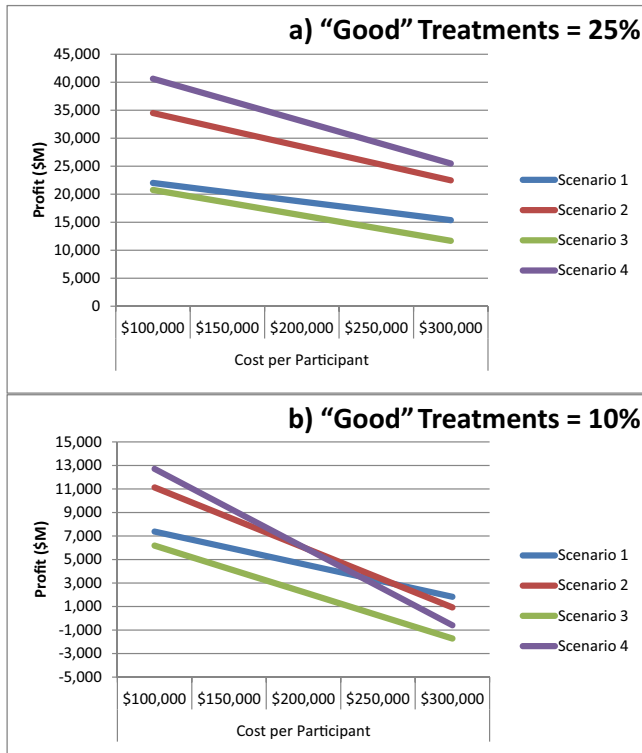 a) “Good” Treatments = 25%
45,000
40,000
35,000
30,000
25,000
20,000
15,000
10,000
5,000
0
Profit ($M)
$100,000 $150,000 $200,000 $250,000 $300,000
Cost per Participant
Scenario 1
Scenario 2
Scenario 3
Scenario 4
b) “Good” Treatments = 10%
15,000
13,000
11,000
9,000
7,000
5,000
3,000
1,000
-1,000
-3,000
-5,000
Profit ($M)
$100,000 $150,000 $200,000 $250,000 $300,000
Cost per Participant
Scenario 1
Scenario 2
Scenario 3
Scenario 4